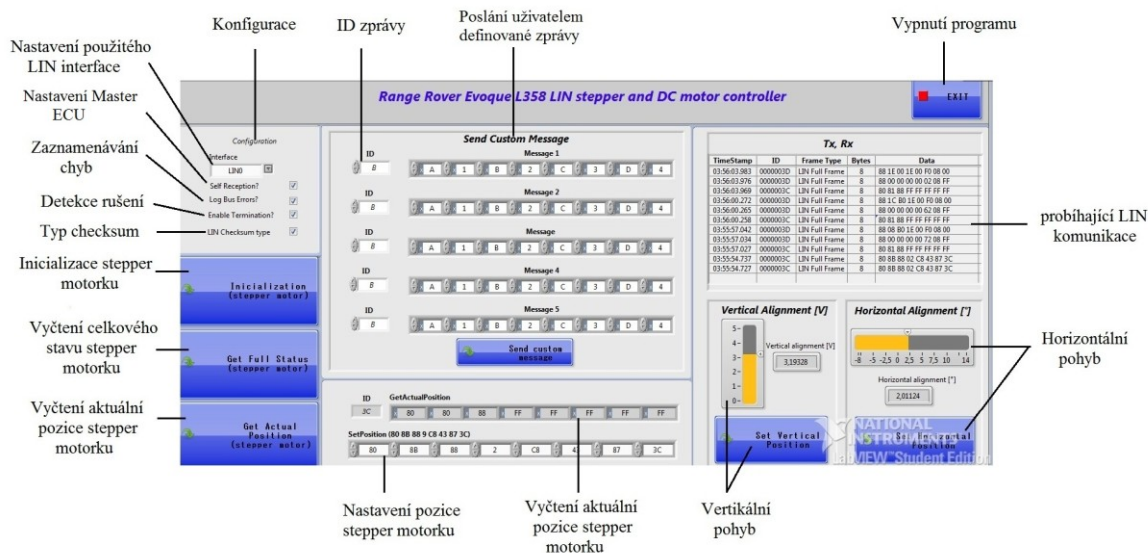 Konfigurace
ID zprávy
Poslání uživatelem
definované zprávy
Vypnutí programu
Nastavení použitého
LIN interface
Nastavení Master
ECU
Zaznamenávání
chyb
Detekce rušení
Typ checksum
Inicializace stepper
motorku
Vyčtení celkového
stavu stepper
motorku
Vyčtení aktuální
pozice stepper
motorku
Range Rover Evoque L358 LIN stepper and DC motor controller
EXIT
Configuration
Interface
LIN0
Self Reception?
Log Bus Errors?
Enable Termination?
LIN Checksum type
Inicialization
(stepper motor)
Get Full Status
(stepper motor)
Get Actual
Position
(stepper motor)
Send Custom Message
ID Message 1
B A 1 B 2 C 3 D 4
ID Message 2
B A 1 B 2 C 3 D 4
ID Message
B A 1 B 2 C 3 D 4
ID Message 4
B A 1 B 2 C 3 D 4
ID Message 5
B A 1 B 2 C 3 D 4
Send custom
message
ID GetActualPosition
3C 80 80 88 FF FF FF FF FF
SetPosition (80 8B 88 9 C8 43 87 3C)
80 8B 88 2 C8 43 87 3C
Tx, Rx
TimeStamp ID Frame Type Bytes Data
03:56:03.983 0000003D LIN Full Frame 8 88 1E 00 1E 00 F0 08 00
03:56:03.976 0000003D LIN Full Frame 8 88 00 00 00 00 02 08 FF
03:56:03.969 0000003C LIN Full Frame 8 80 81 88 FF FF FF FF FF
03:56:00.272 0000003D LIN Full Frame 8 88 1C B0 1E 00 F0 08 00
03:56:00.265 0000003D LIN Full Frame 8 88 00 00 00 00 62 08 FF
03:56:00.258 0000003C LIN Full Frame 8 80 81 88 FF FF FF FF FF
03:55:57.042 0000003D LIN Full Frame 8 88 08 B0 1E 00 F0 08 00
03:55:57.034 0000003D LIN Full Frame 8 88 00 00 00 00 72 08 FF
03:55:57.027 0000003C LIN Full Frame 8 80 81 88 FF FF FF FF FF
03:55:54.737 0000003C LIN Full Frame 8 80 8B 88 02 C8 43 87 3C
03:55:54.727 0000003C LIN Full Frame 8 80 8B 88 02 C8 43 87 3C
Vertical Alignment [V]
5
4
3
2
1
0
Vertical alignment [V]
3,19328
Set Vertical
Position
Horizontal Alignment [°]
-8 -5 -2,5 0 2,5 5 7,5 10 14
Horizontal alignment [°]
2,01124
Set Horizontal
Position
NATIONAL
INSTRUMENTS
LabVIEW™ Student Edition
probíhající LIN
komunikace
Horizontální
pohyb
Nastavení pozice
stepper motorku
Vyčtení aktuální
pozice stepper
motorku
Vertikální
pohyb